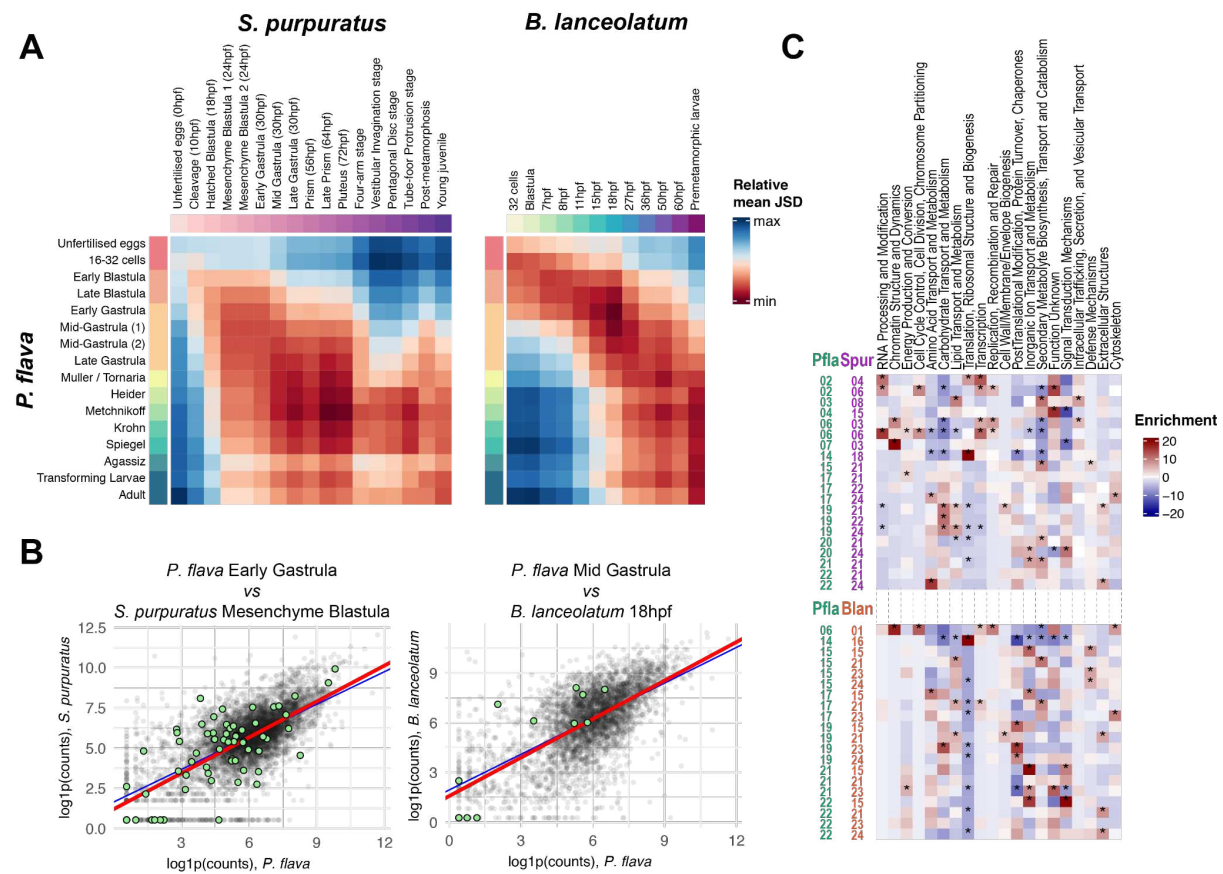 S. purpuratus
B. lanceolatum
A
C
Unfertilised eggs (0hpf)
Cleavage (10hpf)
Hatched Blastula (18hpf)
Mesenchyme Blastula 1 (24hpf)
Mesenchyme Blastula 2 (24hpf)
Early Gastrula (30hpf)
Mid Gastrula (30hpf)
Late Gastrula (30hpf)
Prism (56hpf)
Late Prism (64hpf)
Pluteus (72hpf)
Four-arm stage
Vestibular Invagination stage
Pentagonal Disc stage
Tube-foor Protrusion stage
Post-metamorphosis
Young juvenile
32 cells
Blastula
7hpf
8hpf
11hpf
15hpf
18hpf
27hpf
36hpf
50hpf
60hpf
Premetamorphic larvae
Relative
mean JSD
max
min
P. flava
Unfertilised eggs
16-32 cells
Early Blastula
Late Blastula
Early Gastrula
Mid-Gastrula (1)
Mid-Gastrula (2)
Late Gastrula
Muller / Tornaria
Heider
Metchnikoff
Krohn
Spiegel
Agassiz
Transforming Larvae
Adult
B
P. flava Early Gastrula
vs
S. purpuratus Mesenchyme Blastula
log1p(counts), S. purpuratus
12.5
10.0
7.5
5.0
2.5
0.0
3
6
9
12
log1p(counts), P. flava
P. flava Mid Gastrula
vs
B. lanceolatum 18hpf
log1p(counts), B. lanceolatum
9
6
3
0
0
3
6
9
12
log1p(counts), P. flava
RNA Processing and Modification
Chromatin Structure and Dynamics
Energy Production and Conversion
Cell Cycle Control, Cell Division, Chromosome Partitioning
Amino Acid Transport and Metabolism
Carbohydrate Transport and Metabolism
Lipid Transport and Metabolism
Translation, Ribosomal Structure and Biogenesis
Transcription
Replication, Recombination and Repair
Cell Wall/Membrane/Envelope Biogenesis
PostTranslational Modification, Protein Turnover, Chaperones
Inorganic Ion Transport and Metabolism
Secondary Metabolite Biosynthesis, Transport and Catabolism
Function Unknown
Signal Transduction Mechanisms
Intracellular Trafficking, Secretion, and Vesicular Transport
Defense Mechanisms
Extracellular Structures
Cytoskeleton
Pfla Spur
02 04
02 06
03 08
04 15
06 03
06 06
07 03
14 18
15 21
17 21
17 22
17 24
19 21
19 22
19 24
20 21
20 24
21 21
22 21
22 24
Pfla Blan
06 01
14 16
15 15
15 21
15 23
15 24
17 15
17 21
17 23
19 15
19 21
19 23
19 24
21 15
21 21
21 23
22 15
22 21
22 23
22 24
Enrichment
20
10
0
−10
−20